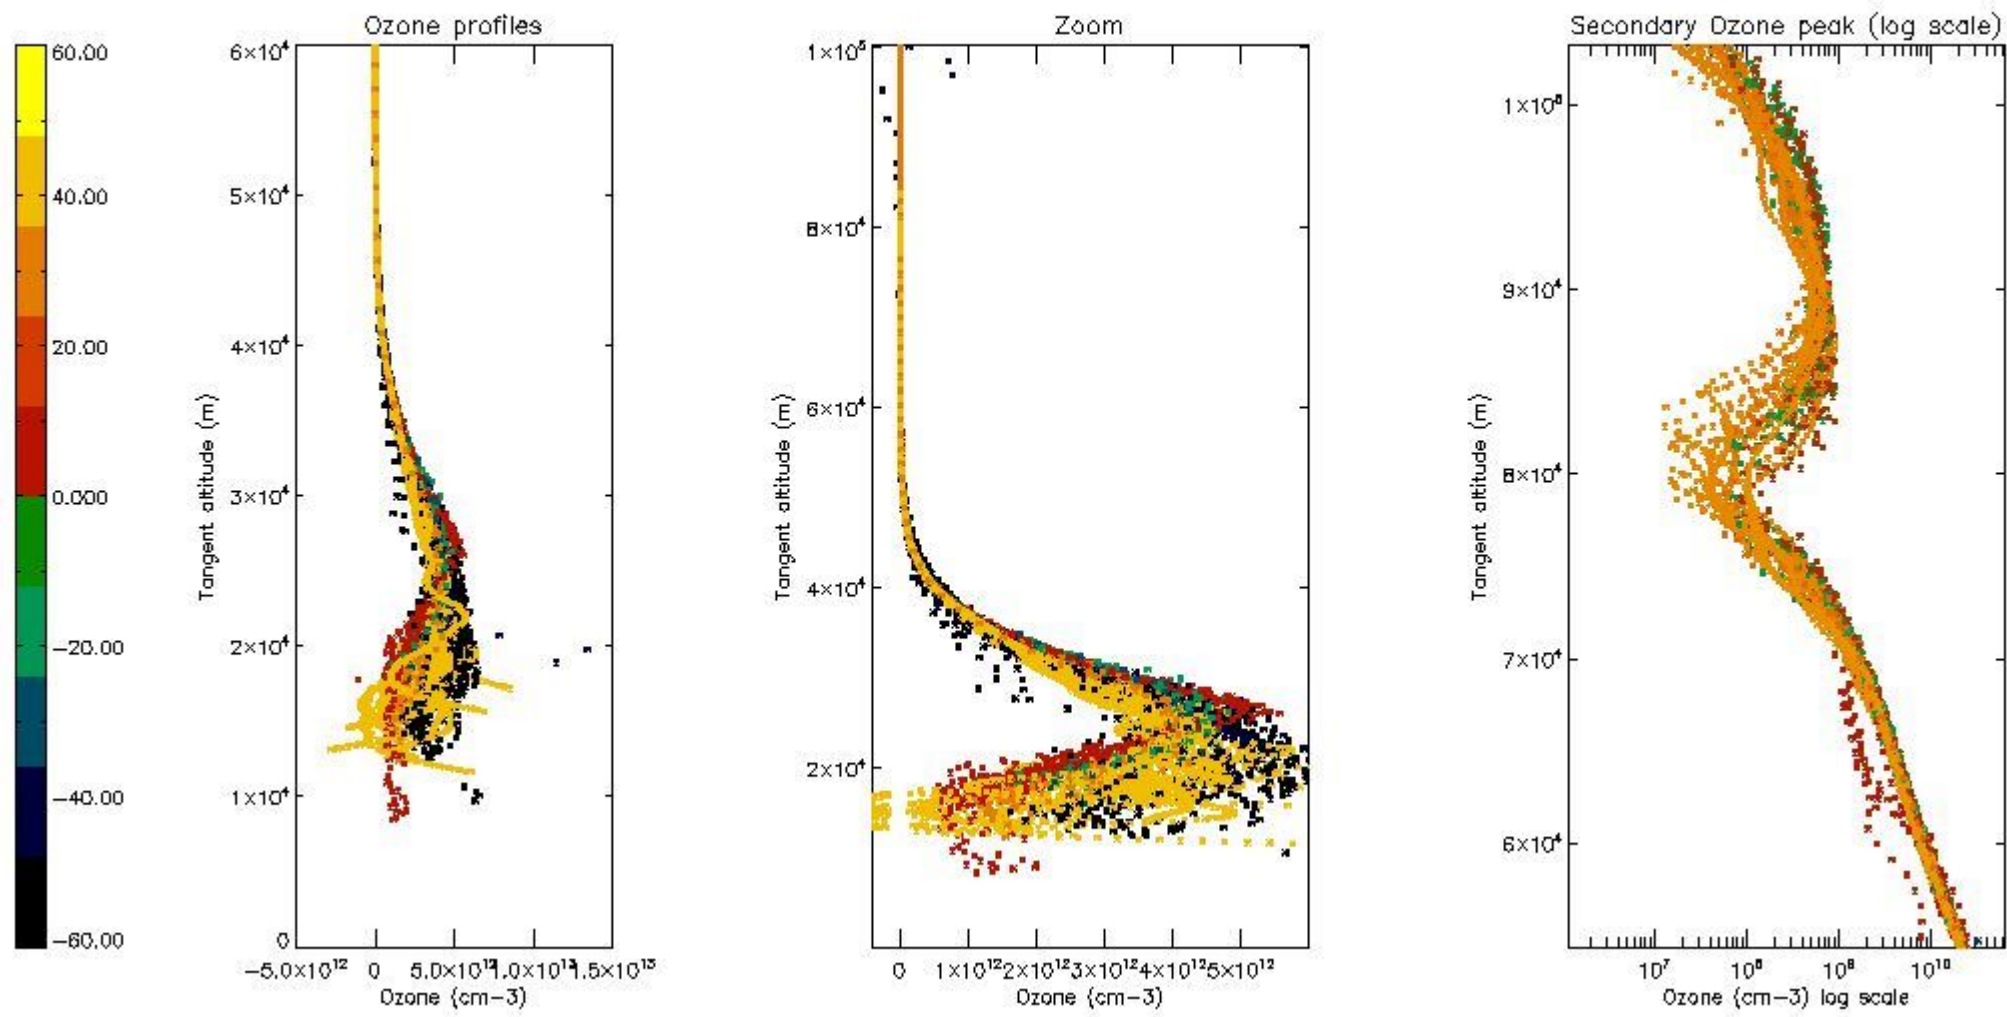 Ozone profiles
Zoom
Secondary Ozone peak (log scale)
60.00
40.00
20.00
0.000
−20.00
−40.00
−60.00
6×10⁴
5×10⁴
4×10⁴
3×10⁴
2×10⁴
1×10⁴
0
Tangent altitude (m)
−5.0×10¹² 0 5.0×10¹² 1.0×10¹³ 1.5×10¹³
Ozone (cm−3)
1×10⁵
8×10⁴
6×10⁴
4×10⁴
2×10⁴
Tangent altitude (m)
0 1×10¹² 2×10¹² 3×10¹² 4×10¹² 5×10¹²
Ozone (cm−3)
1×10⁵
9×10⁴
8×10⁴
7×10⁴
6×10⁴
Tangent altitude (m)
10⁷ 10⁸ 10⁹ 10¹⁰
Ozone (cm−3) log scale